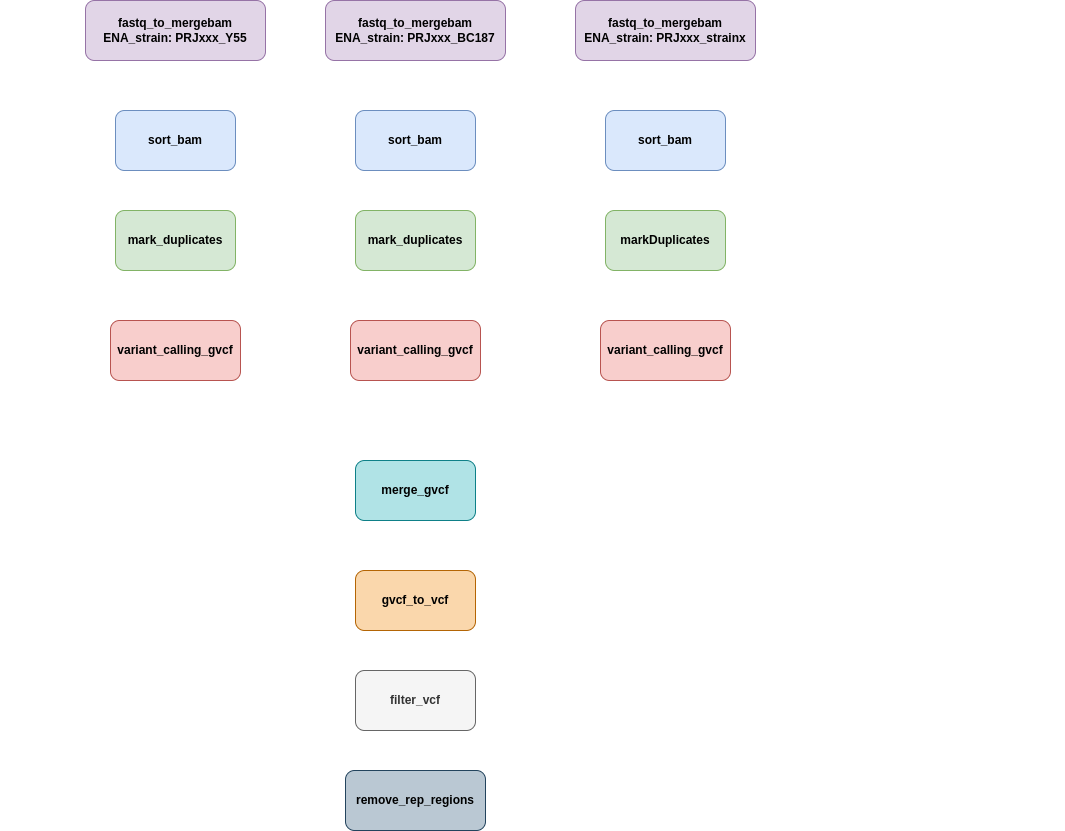 fastq_to_mergebam
ENA_strain: PRJxxx_Y55
fastq_to_mergebam
ENA_strain: PRJxxx_BC187
fastq_to_mergebam
ENA_strain: PRJxxx_strainx
sort_bam
sort_bam
sort_bam
mark_duplicates
mark_duplicates
markDuplicates
variant_calling_gvcf
variant_calling_gvcf
variant_calling_gvcf
merge_gvcf
gvcf_to_vcf
filter_vcf
remove_rep_regions